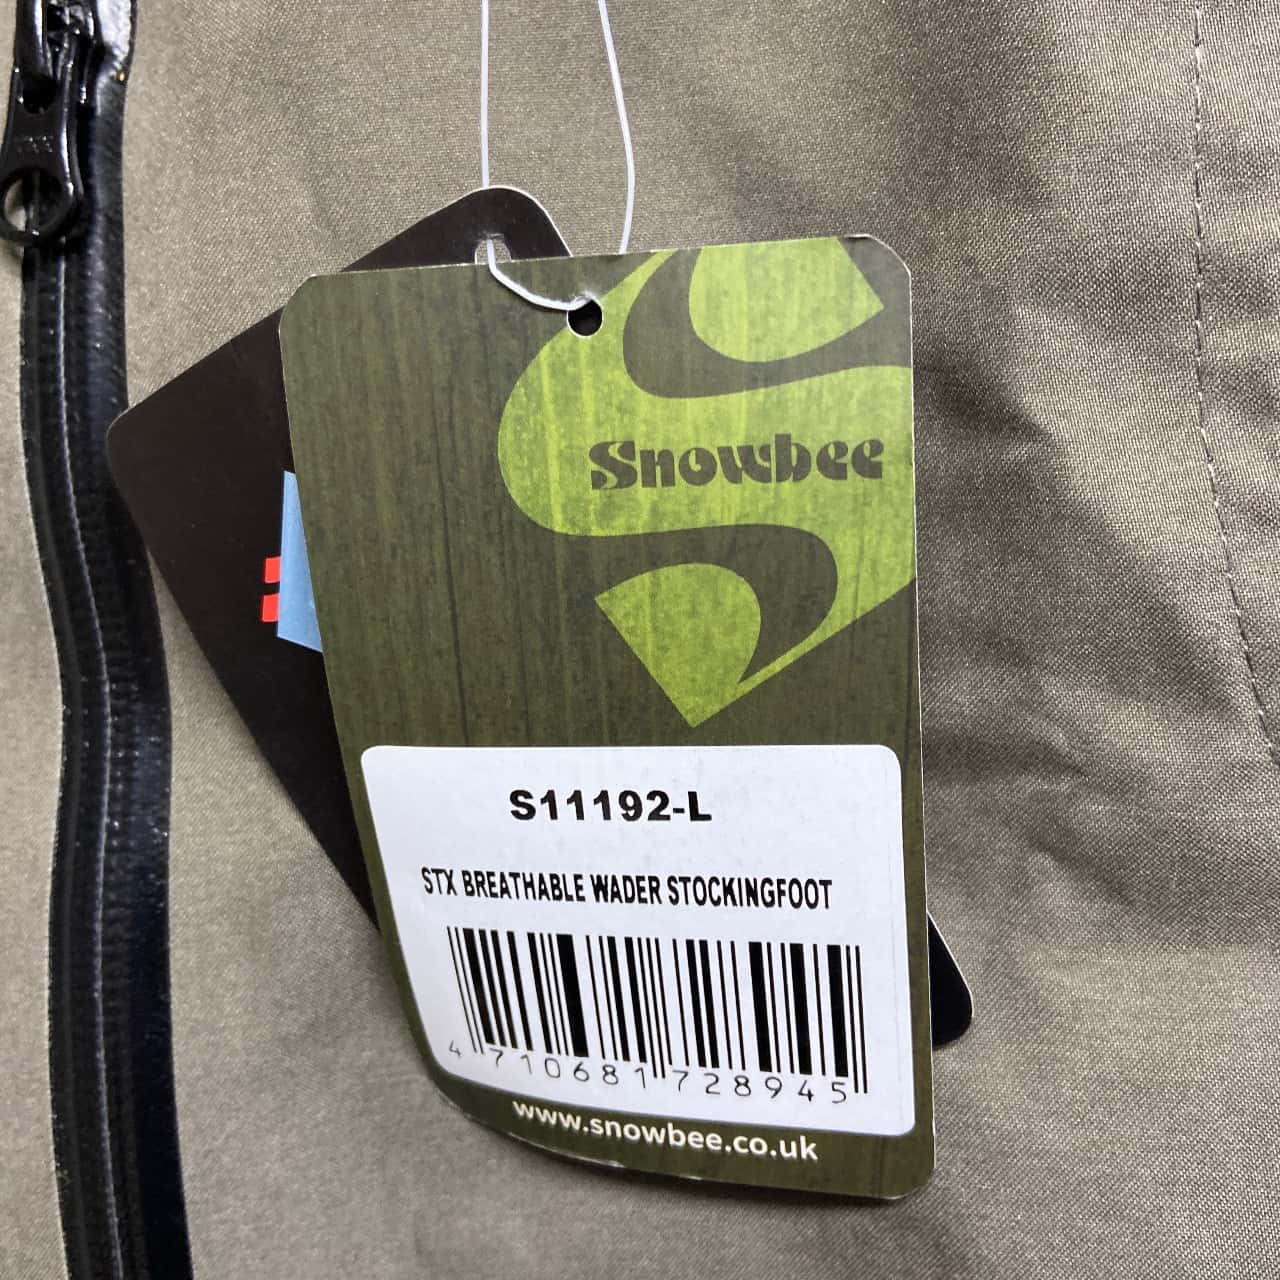 Snowbee
S11192-L
STX BREATHABLE WADER STOCKINGFOOT
4 710681 728945
www.snowbee.co.uk